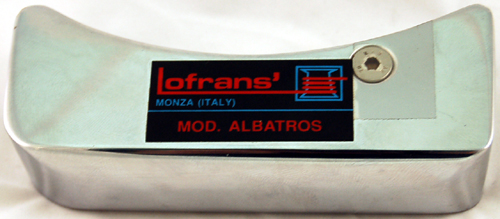 Lofrans'
MONZA (ITALY)
MOD. ALBATROS